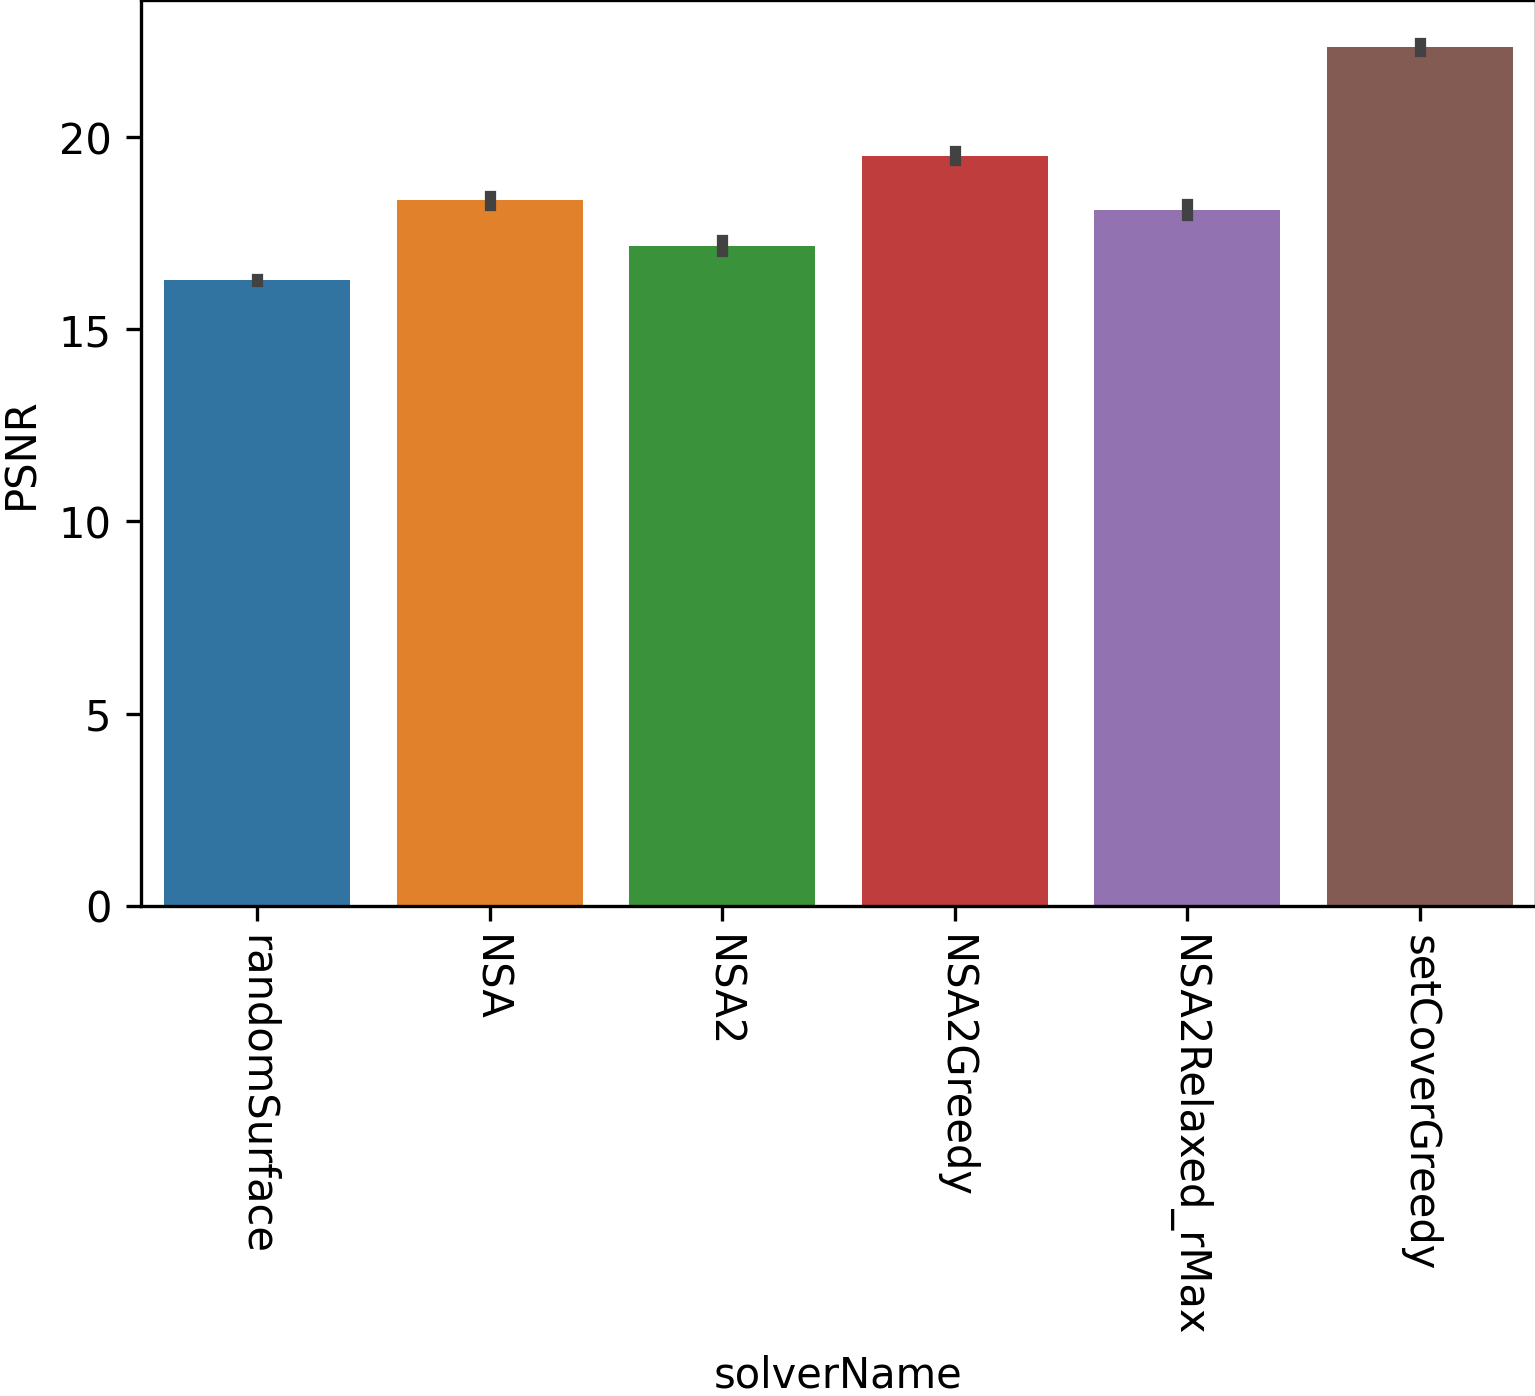 PSNR
20
15
10
5
0
randomSurface
NSA
NSA2
NSA2Greedy
NSA2Relaxed_rMax
setCoverGreedy
solverName